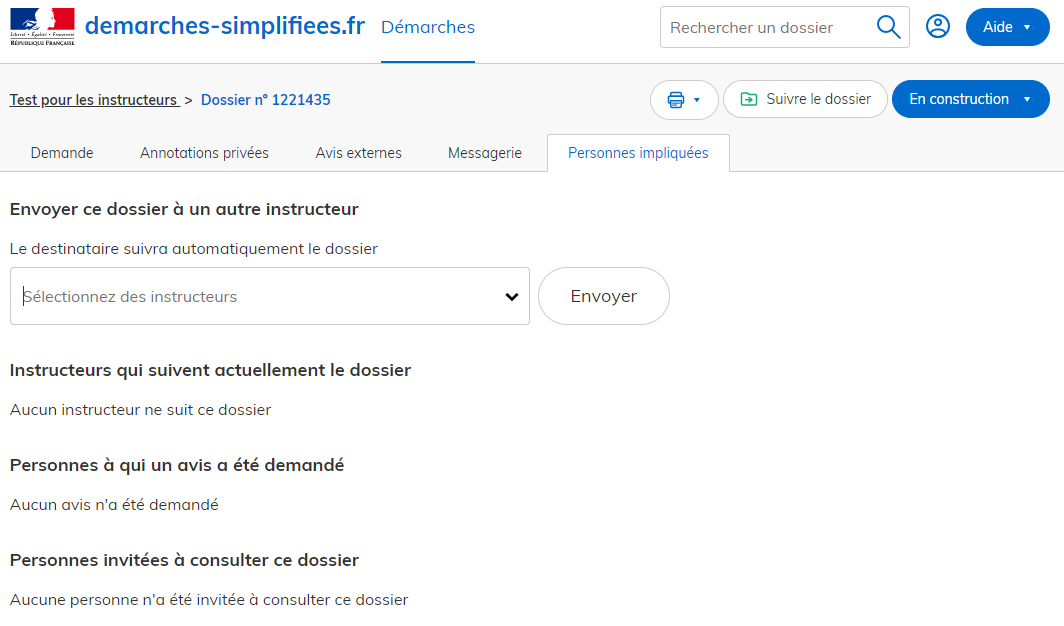 Liberté • Égalité • Fraternité
RÉPUBLIQUE FRANÇAISE
demarches-simplifiees.fr
Démarches
Rechercher un dossier
Aide
Test pour les instructeurs > Dossier n° 1221435
Suivre le dossier
En construction
Demande
Annotations privées
Avis externes
Messagerie
Personnes impliquées
Envoyer ce dossier à un autre instructeur
Le destinataire suivra automatiquement le dossier
Sélectionnez des instructeurs
Envoyer
Instructeurs qui suivent actuellement le dossier
Aucun instructeur ne suit ce dossier
Personnes à qui un avis a été demandé
Aucun avis n'a été demandé
Personnes invitées à consulter ce dossier
Aucune personne n'a été invitée à consulter ce dossier